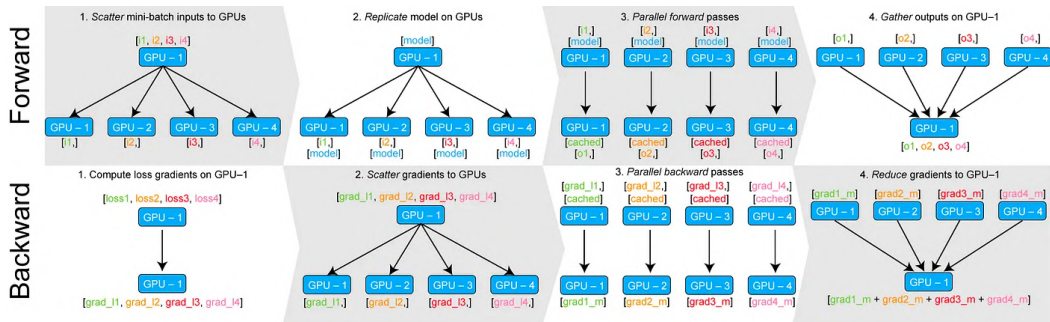 Forward
1. Scatter mini-batch inputs to GPUs
[i1, i2, i3, i4]
GPU – 1
GPU – 1 GPU – 2 GPU – 3 GPU – 4
[i1,] [i2,] [i3,] [i4,]
2. Replicate model on GPUs
[model]
GPU – 1
GPU – 1 GPU – 2 GPU – 3 GPU – 4
[i1,] [i2,] [i3,] [i4,]
[model] [model] [model] [model]
3. Parallel forward passes
[i1,] [i2,] [i3,] [i4,]
[model] [model] [model] [model]
GPU – 1 GPU – 2 GPU – 3 GPU – 4
GPU – 1 GPU – 2 GPU – 3 GPU – 4
[cached] [cached] [cached] [cached]
[o1,] [o2,] [o3,] [o4,]
4. Gather outputs on GPU–1
[o1,] [o2,] [o3,] [o4,]
GPU – 1 GPU – 2 GPU – 3 GPU – 4
GPU – 1
[o1, o2, o3, o4]
Backward
1. Compute loss gradients on GPU–1
[loss1, loss2, loss3, loss4]
GPU – 1
GPU – 1
[grad_l1, grad_l2, grad_l3, grad_l4]
2. Scatter gradients to GPUs
[grad_l1, grad_l2, grad_l3, grad_l4]
GPU – 1
GPU – 1 GPU – 2 GPU – 3 GPU – 4
[grad_l1,] [grad_l2,] [grad_l3,] [grad_l4,]
3. Parallel backward passes
[grad_l1,] [grad_l2,] [grad_l3,] [grad_l4,]
[cached] [cached] [cached] [cached]
GPU – 1 GPU – 2 GPU – 3 GPU – 4
GPU – 1 GPU – 2 GPU – 3 GPU – 4
[grad1_m] [grad2_m] [grad3_m] [grad4_m]
4. Reduce gradients to GPU–1
[grad1_m] [grad2_m] [grad3_m] [grad4_m]
GPU – 1 GPU – 2 GPU – 3 GPU – 4
GPU – 1
[grad1_m + grad2_m + grad3_m + grad4_m]